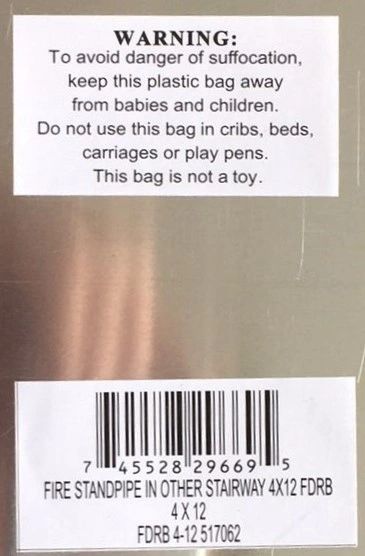 WARNING:
To avoid danger of suffocation,
keep this plastic bag away
from babies and children.
Do not use this bag in cribs, beds,
carriages or play pens.
This bag is not a toy.
7 45528 29669 5
FIRE STANDPIPE IN OTHER STAIRWAY 4X12 FDRB
4 X 12
FDRB 4-12 517062